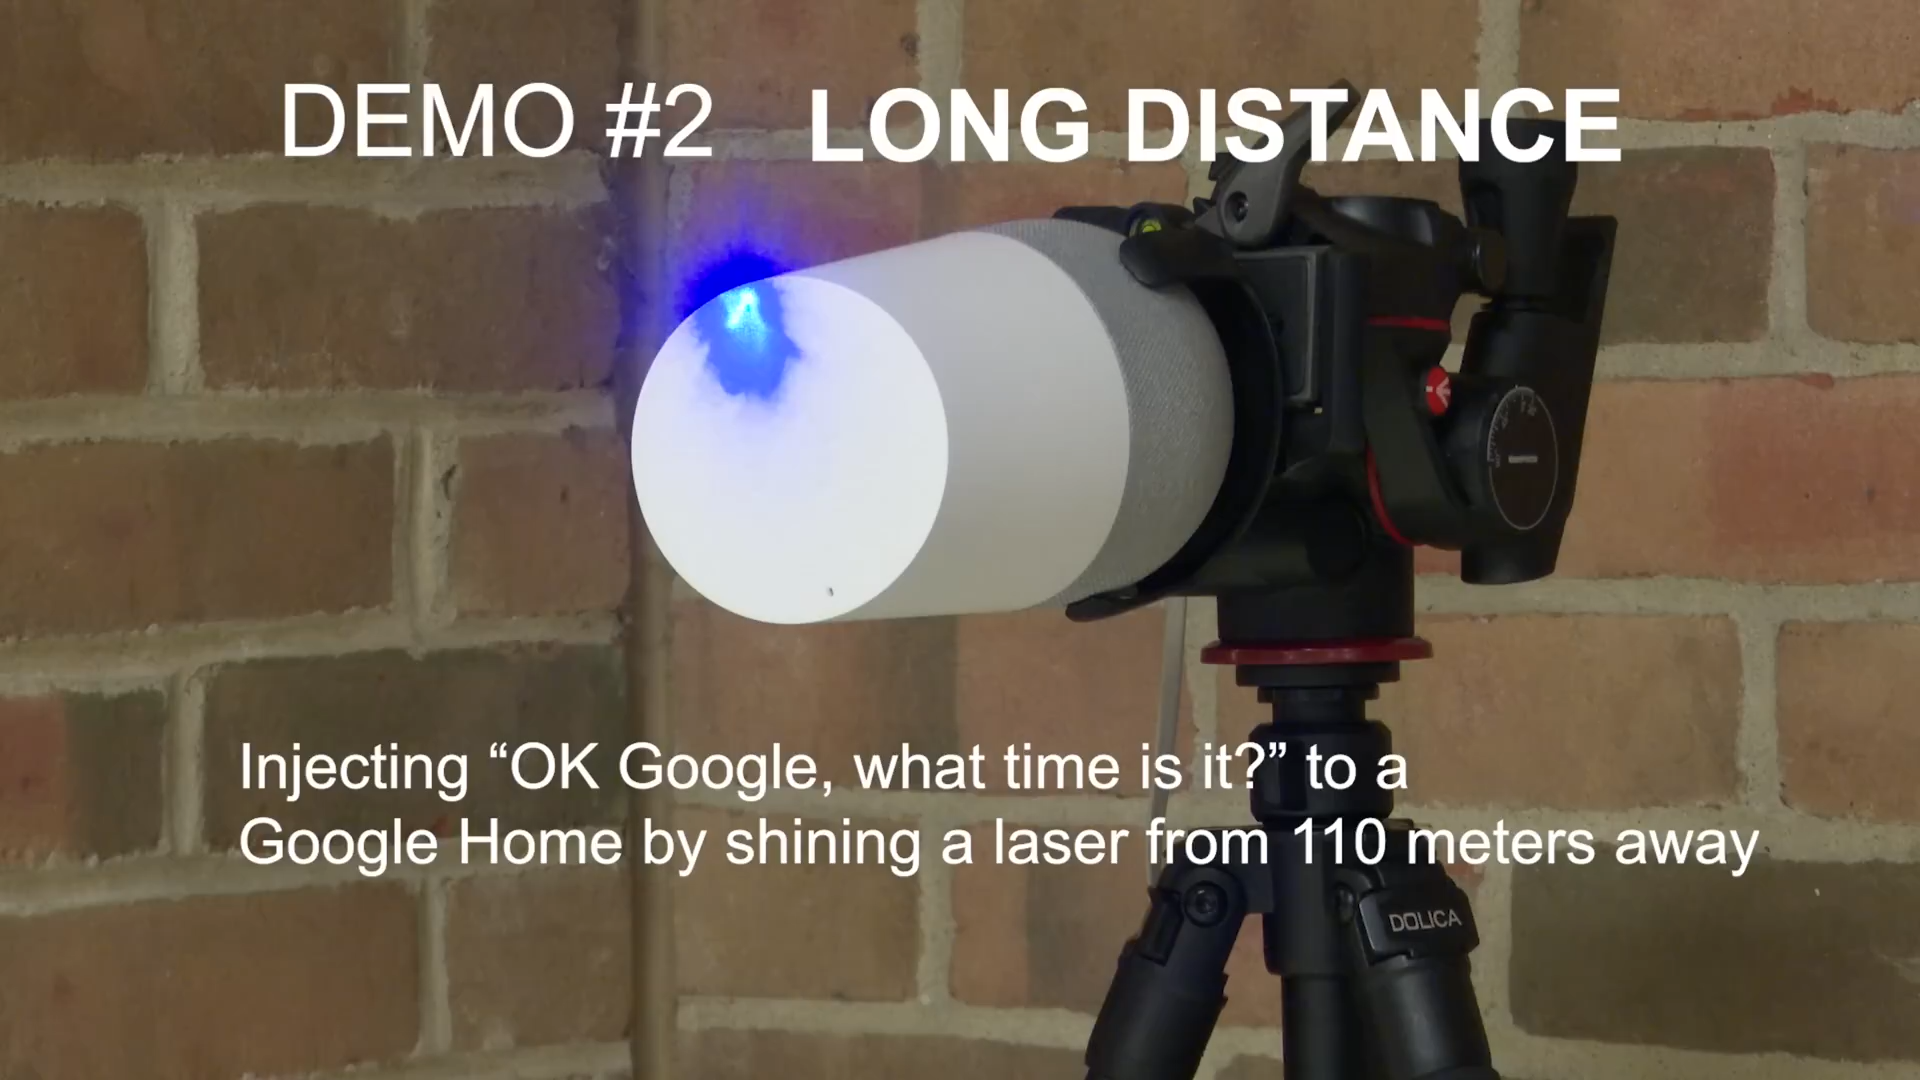 DEMO #2 LONG DISTANCE
Injecting “OK Google, what time is it?” to a
Google Home by shining a laser from 110 meters away
DOLICA